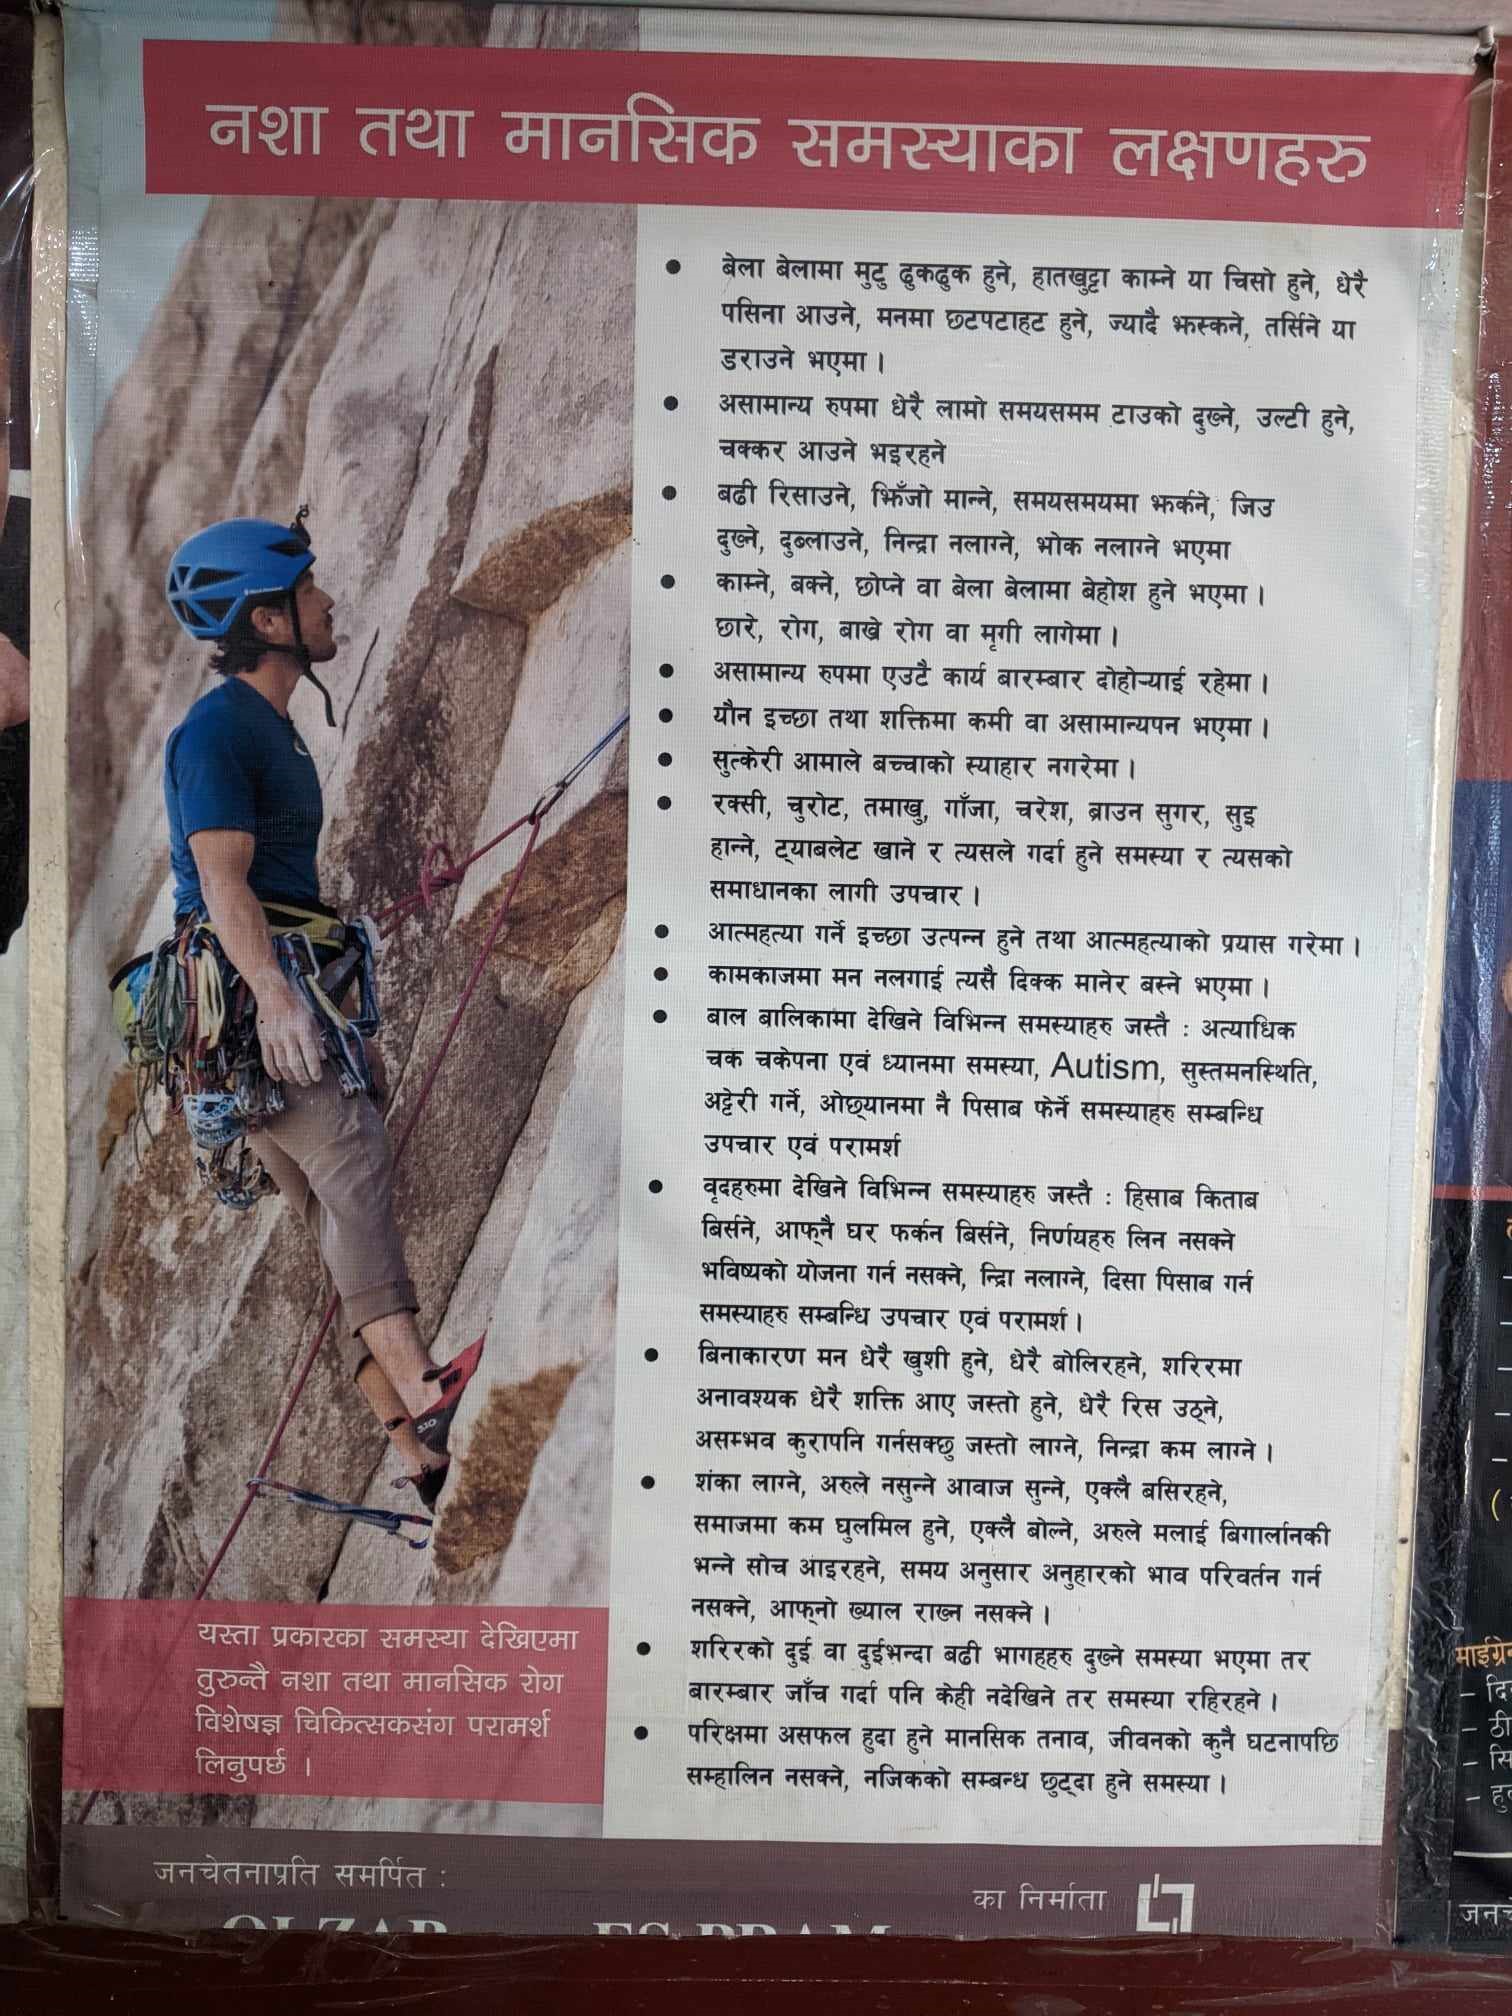 नशा तथा मानसिक समस्याका लक्षणहरु
बेला बेलामा मुटु ढुकढुक हुने, हातखुट्टा काम्ने या चिसो हुने, धेरै
पसिना आउने, मनमा छटपटाहट हुने, ज्यादै झस्कने, तर्सिने या
डराउने भएमा ।
असामान्य रुपमा धेरै लामो समयसमम टाउको दुख्ने, उल्टी हुने,
चक्कर आउने भइरहने
बढी रिसाउने, झिँजो मान्ने, समयसमयमा झर्कने, जिउ
दुख्ने, दुब्लाउने, निन्द्रा नलाग्ने, भोक नलाग्ने भएमा
काम्ने, बक्ने, छोप्ने वा बेला बेलामा बेहोश हुने भएमा ।
छारे, रोग, बाखे रोग वा मृगी लागेमा ।
असामान्य रुपमा एउटै कार्य बारम्बार दोहोऱ्याई रहेमा ।
यौन इच्छा तथा शक्तिमा कमी वा असामान्यपन भएमा ।
सुत्केरी आमाले बच्चाको स्याहार नगरेमा ।
रक्सी, चुरोट, तमाखु, गाँजा, चरेश, ब्राउन सुगर, सुइ
हान्ने, ट्याबलेट खाने र त्यसले गर्दा हुने समस्या र त्यसको
समाधानका लागी उपचार ।
आत्महत्या गर्ने इच्छा उत्पन्न हुने तथा आत्महत्याको प्रयास गरेमा ।
कामकाजमा मन नलगाई त्यसै दिक्क मानेर बस्ने भएमा ।
बाल बालिकामा देखिने विभिन्न समस्याहरु जस्तै : अत्याधिक
चक चकेपना एवं ध्यानमा समस्या, Autism, सुस्तमनस्थिति,
अट्टेरी गर्ने, ओछ्यानमा नै पिसाब फेर्ने समस्याहरु सम्बन्धि
उपचार एवं परामर्श
वृदहरुमा देखिने विभिन्न समस्याहरु जस्तै : हिसाब किताब
बिर्सने, आफ्नै घर फर्कन बिर्सने, निर्णयहरु लिन नसक्ने
भविष्यको योजना गर्न नसक्ने, न्द्रिा नलाग्ने, दिसा पिसाब गर्न
समस्याहरु सम्बन्धि उपचार एवं परामर्श ।
बिनाकारण मन धेरै खुशी हुने, धेरै बोलिरहने, शरिरमा
अनावश्यक धेरै शक्ति आए जस्तो हुने, धेरै रिस उठ्ने,
असम्भव कुरापनि गर्नसक्छु जस्तो लाग्ने, निन्द्रा कम लाग्ने ।
शंका लाग्ने, अरुले नसुन्ने आवाज सुन्ने, एक्लै बसिरहने,
समाजमा कम घुलमिल हुने, एक्लै बोल्ने, अरुले मलाई बिगार्लानकी
भन्ने सोच आइरहने, समय अनुसार अनुहारको भाव परिवर्तन गर्न
नसक्ने, आफ्नो ख्याल राख्न नसक्ने ।
शरिरको दुई वा दुईभन्दा बढी भागहहरु दुख्ने समस्या भएमा तर
बारम्बार जाँच गर्दा पनि केही नदेखिने तर समस्या रहिरहने ।
परिक्षमा असफल हुदा हुने मानसिक तनाव, जीवनको कुनै घटनापछि
सम्हालिन नसक्ने, नजिकको सम्बन्ध छुट्दा हुने समस्या ।
यस्ता प्रकारका समस्या देखिएमा
तुरुन्तै नशा तथा मानसिक रोग
विशेषज्ञ चिकित्सकसंग परामर्श
लिनुपर्छ ।
जनचेतनाप्रति समर्पित :
का निर्माता